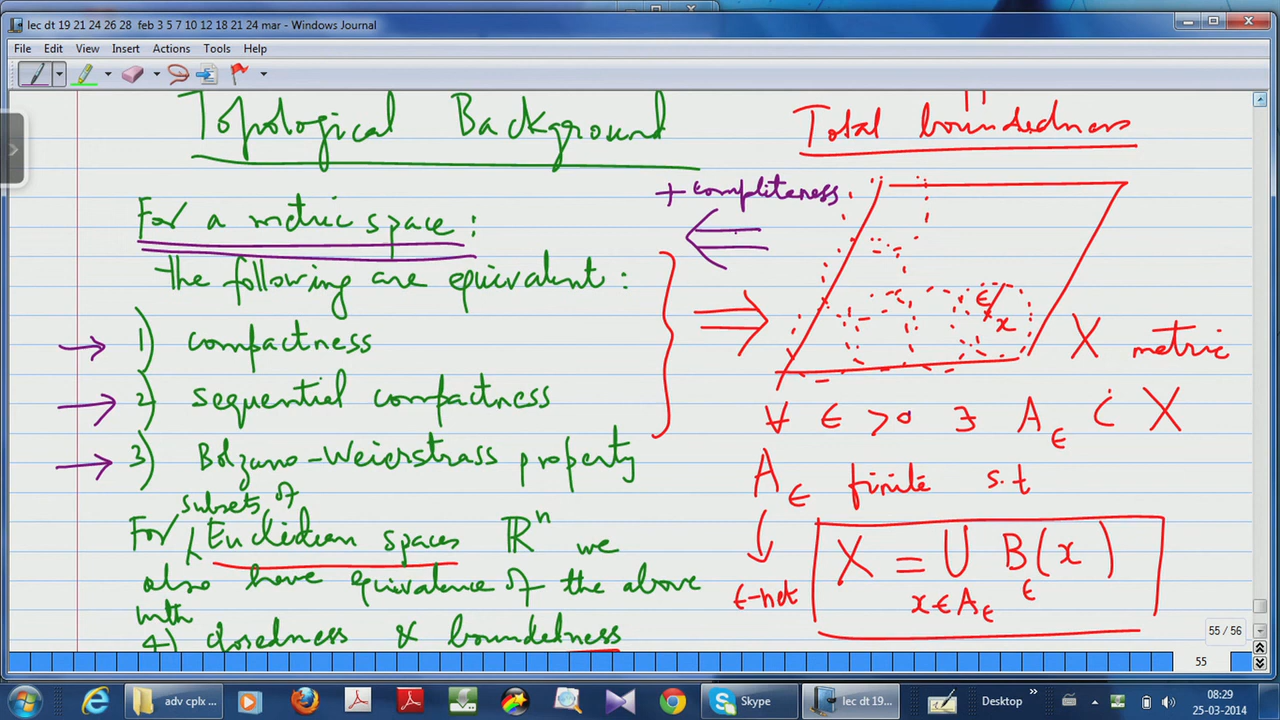 lec dt 19 21 24 26 28 feb 3 5 7 10 12 18 21 24 mar - Windows Journal
File Edit View Insert Actions Tools Help
Topological Background
For a metric space:
the following are equivalent:
1) compactness
2) sequential compactness
3) Bolzano-Weierstrass property
subsets of
For Euclidian spaces ℝⁿ we
also have equivalence of the above
with
4) closedness & boundedness
+ completeness
⇐
⇒
Total boundedness
ϵ
x
X metric
∀ ϵ > 0 ∃ A_ϵ ⊂ X
A_ϵ finite s.t
ϵ-net
X = ∪ B_ϵ(x)
x ∈ A_ϵ
55 / 56
55
adv cplx ...
Skype
lec dt 19...
Desktop
08:29
25-03-2014